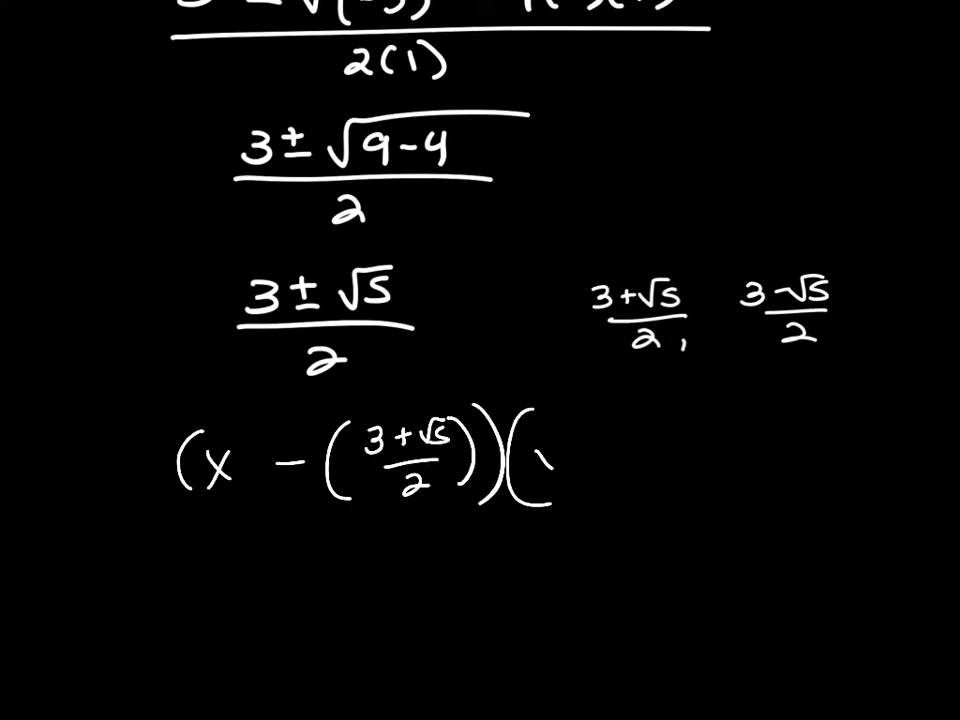 2(1)
3 ± √9-4
2
3 ± √5
2
3+√5
2 ,
3-√5
2
(x - (3+√5 / 2))(